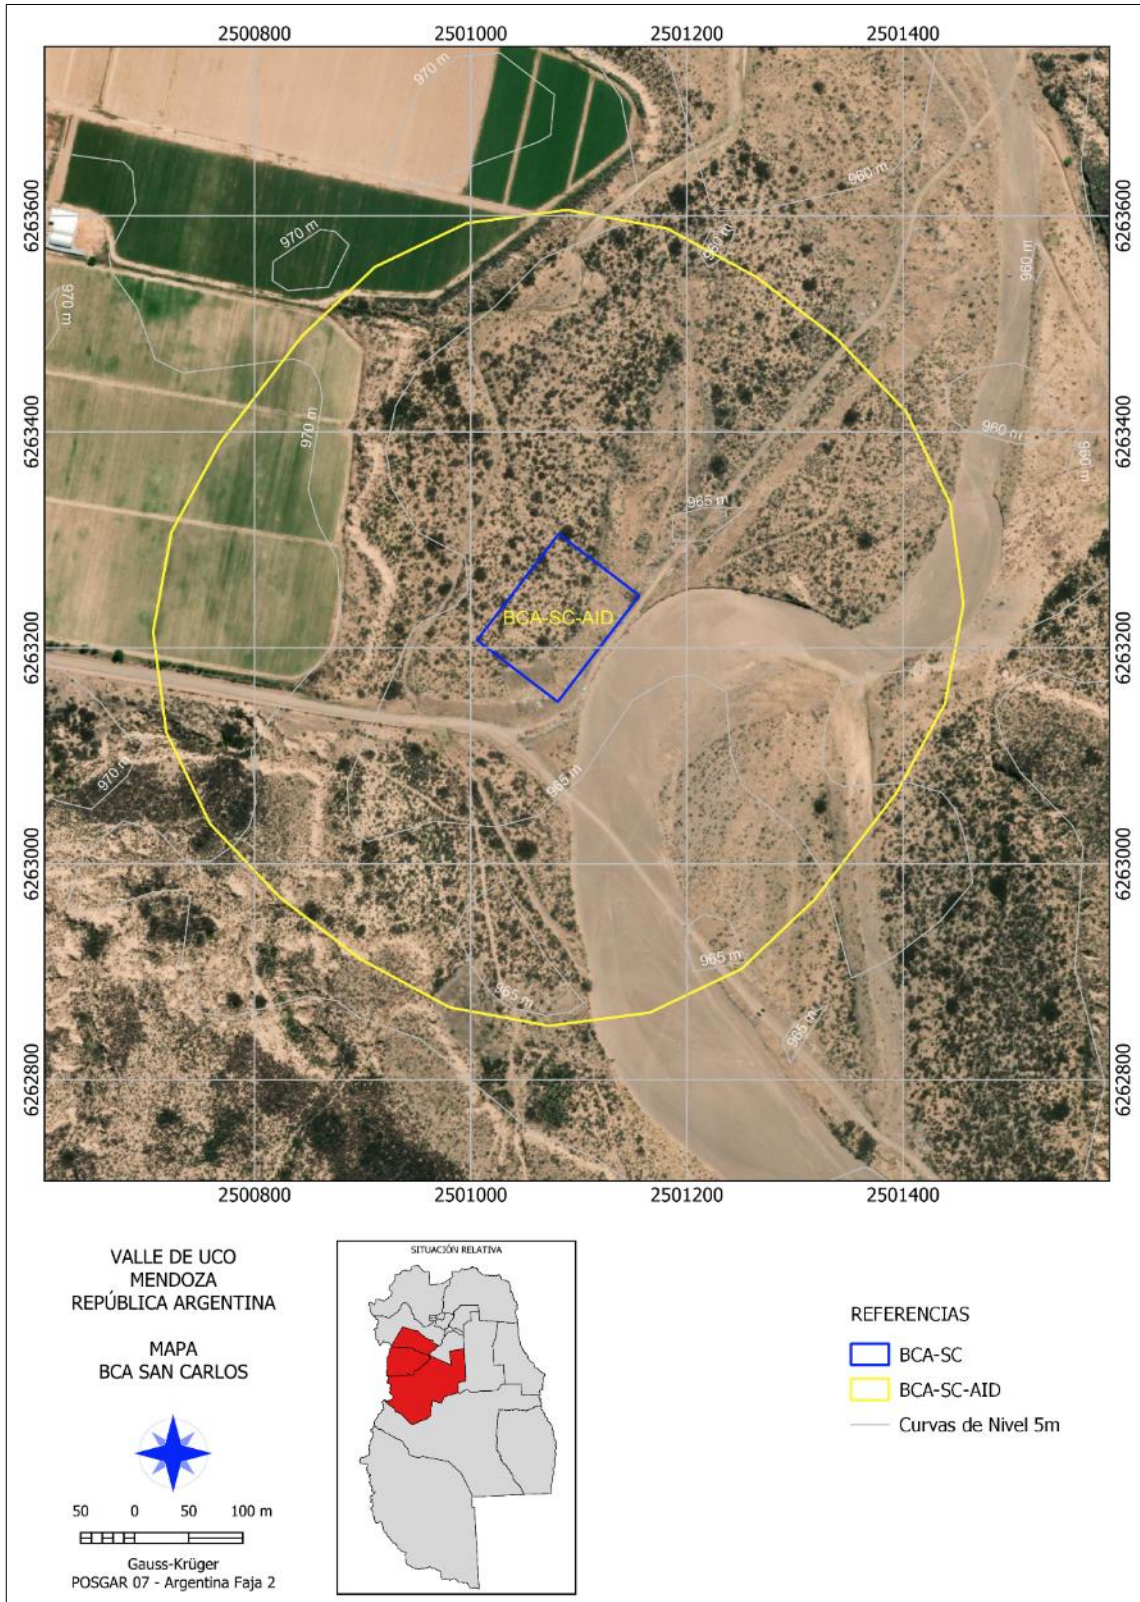 2500800 2501000 2501200 2501400
970 m
6263600 6263600
960 m
970 m
960 m
960 m
970 m
970 m
6263400 6263400
960 m
960 m
965 m
BCA-SC-AID
6263200 6263200
970 m
965 m
6263000 6263000
965 m
965 m
965 m
6262800 6262800
2500800 2501000 2501200 2501400
VALLE DE UCO
MENDOZA
REPÚBLICA ARGENTINA
MAPA
BCA SAN CARLOS
50 0 50 100 m
Gauss-Krüger
POSGAR 07 - Argentina Faja 2
SITUACIÓN RELATIVA
REFERENCIAS
BCA-SC
BCA-SC-AID
Curvas de Nivel 5m